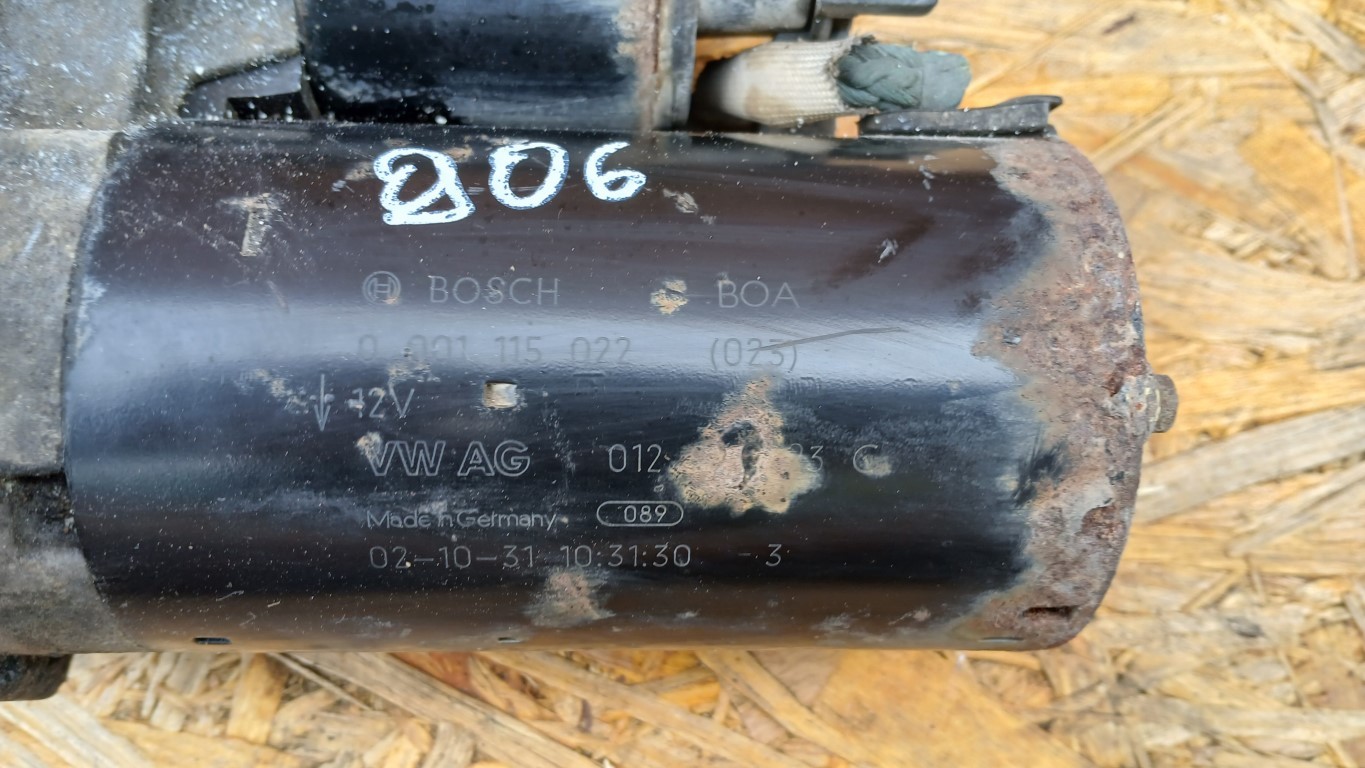 206
BOSCH BOA
0 001 115 022 (023)
12V
VW AG 012 C
Made in Germany 089
02-10-31 10:31:30 - 3